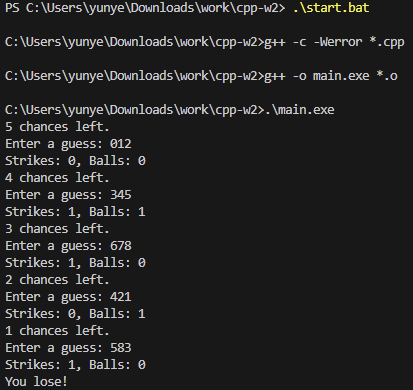 PS C:\Users\yunye\Downloads\work\cpp-w2> .\start.bat
C:\Users\yunye\Downloads\work\cpp-w2>g++ -c -Werror *.cpp
C:\Users\yunye\Downloads\work\cpp-w2>g++ -o main.exe *.o
C:\Users\yunye\Downloads\work\cpp-w2>.\main.exe
5 chances left.
Enter a guess: 012
Strikes: 0, Balls: 0
4 chances left.
Enter a guess: 345
Strikes: 1, Balls: 1
3 chances left.
Enter a guess: 678
Strikes: 1, Balls: 0
2 chances left.
Enter a guess: 421
Strikes: 0, Balls: 1
1 chances left.
Enter a guess: 583
Strikes: 1, Balls: 0
You lose!